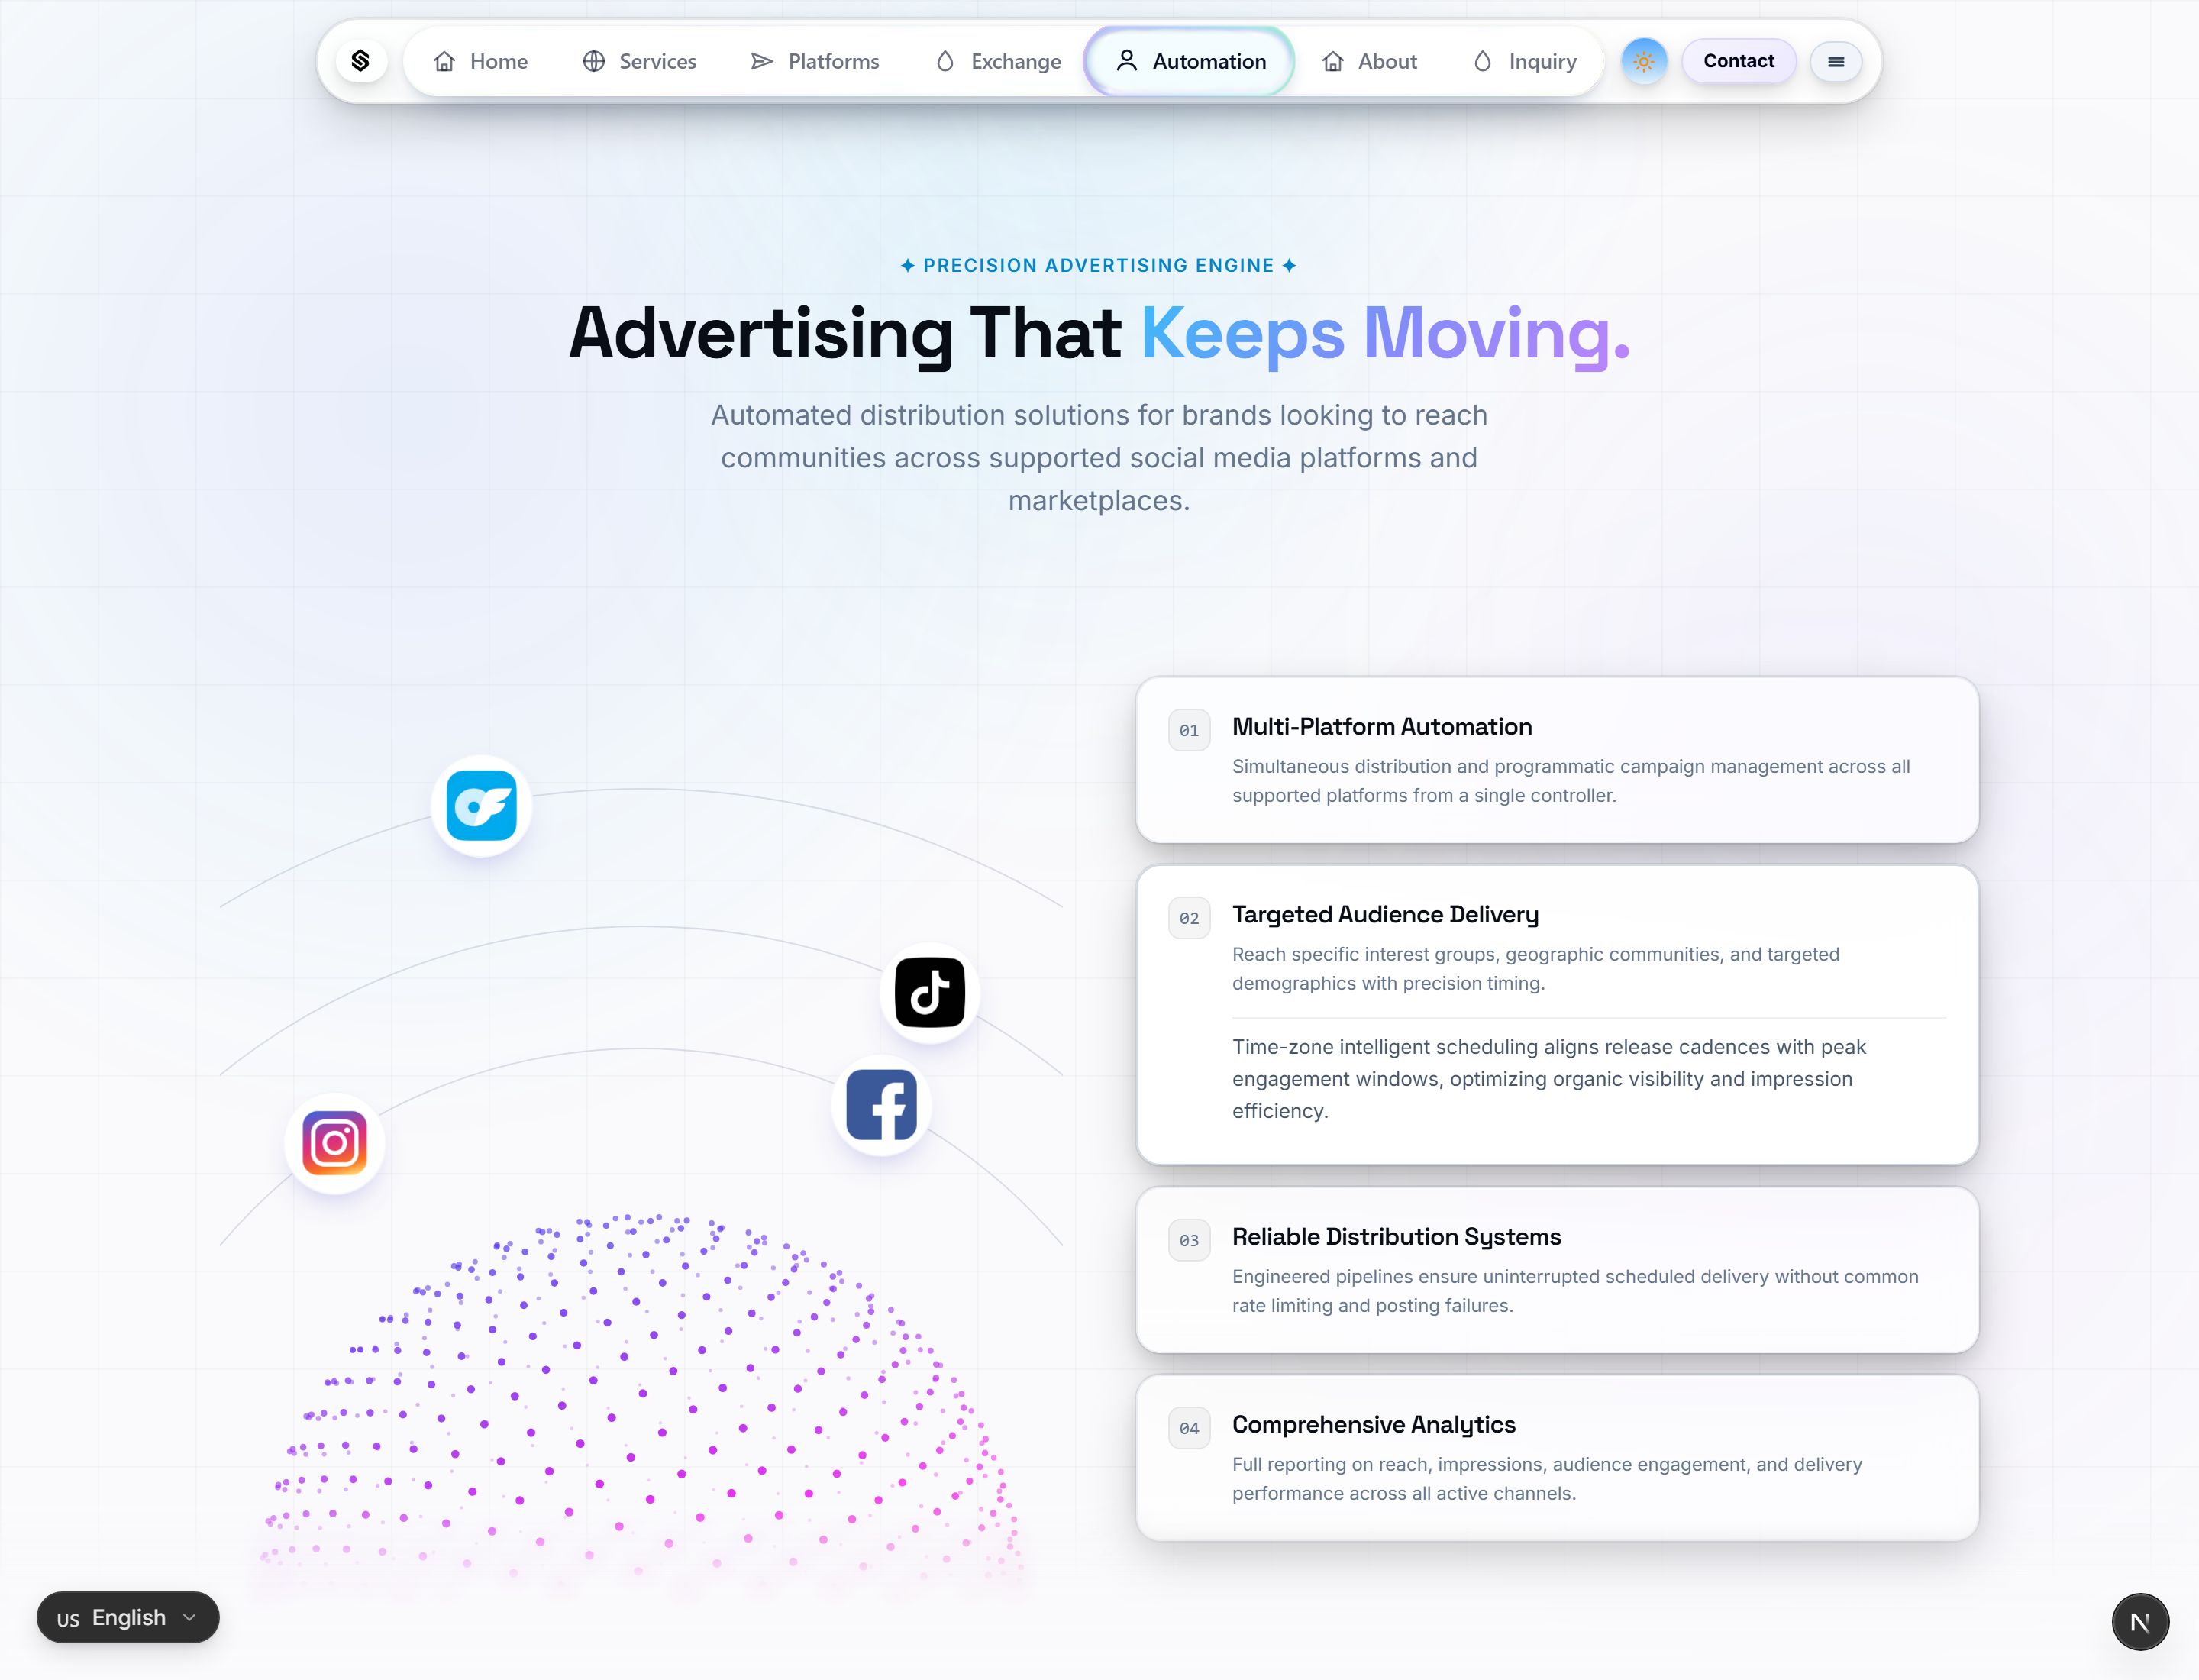 Home
Services
Platforms
Exchange
Automation
About
Inquiry
Contact
✦ PRECISION ADVERTISING ENGINE ✦
Advertising That Keeps Moving.
Automated distribution solutions for brands looking to reach
communities across supported social media platforms and
marketplaces.
01
Multi-Platform Automation
Simultaneous distribution and programmatic campaign management across all
supported platforms from a single controller.
02
Targeted Audience Delivery
Reach specific interest groups, geographic communities, and targeted
demographics with precision timing.
Time-zone intelligent scheduling aligns release cadences with peak
engagement windows, optimizing organic visibility and impression
efficiency.
03
Reliable Distribution Systems
Engineered pipelines ensure uninterrupted scheduled delivery without common
rate limiting and posting failures.
04
Comprehensive Analytics
Full reporting on reach, impressions, audience engagement, and delivery
performance across all active channels.
US English
N